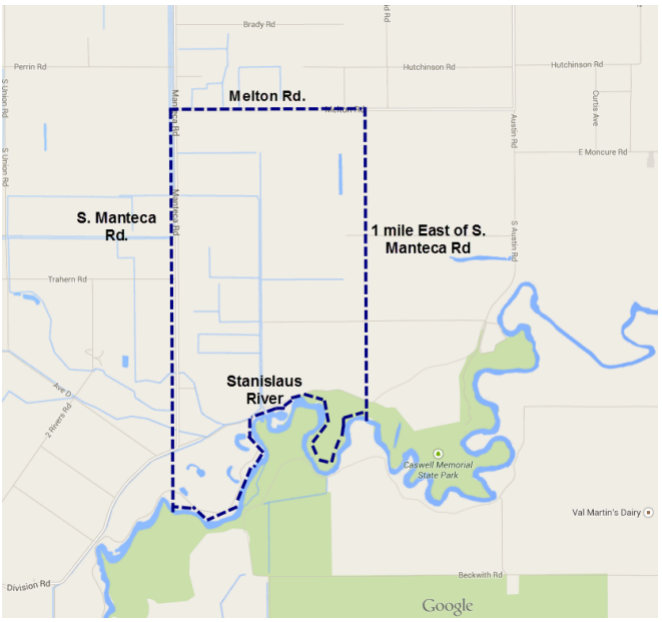 Brady Rd
Perrin Rd
Hutchinson Rd
Hutchinson Rd
S Union Rd
Melton Rd.
Manteca Rd
Austin Rd
Curtis Ave
S Union Rd
E Moncure Rd
Manteca Rd
S. Manteca
Rd.
1 mile East of S.
Manteca Rd
S Austin Rd
Trahern Rd
Stanislaus
River
Ave D
2 Rivers Rd
Caswell Memorial
State Park
Val Martin's Dairy
Division Rd
Beckwith Rd
Google